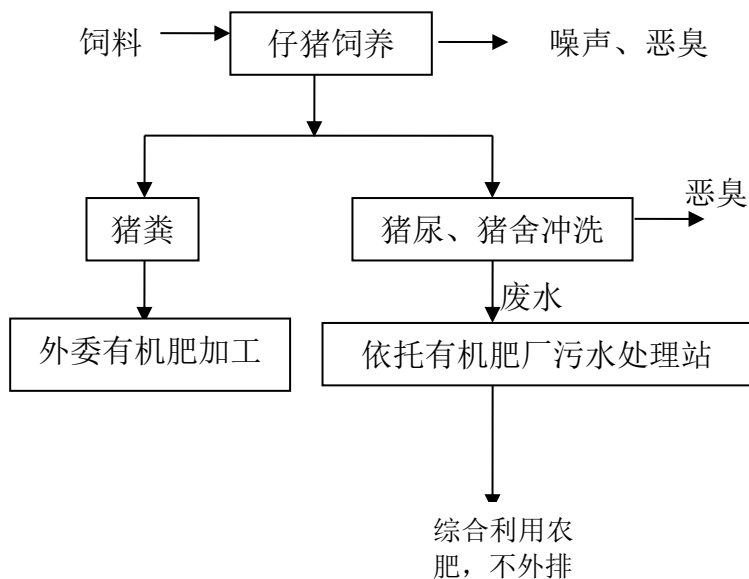 饲料
仔猪饲养
噪声、恶臭
猪粪
猪尿、猪舍冲洗
恶臭
废水
外委有机肥加工
依托有机肥厂污水处理站
综合利用农
肥，不外排